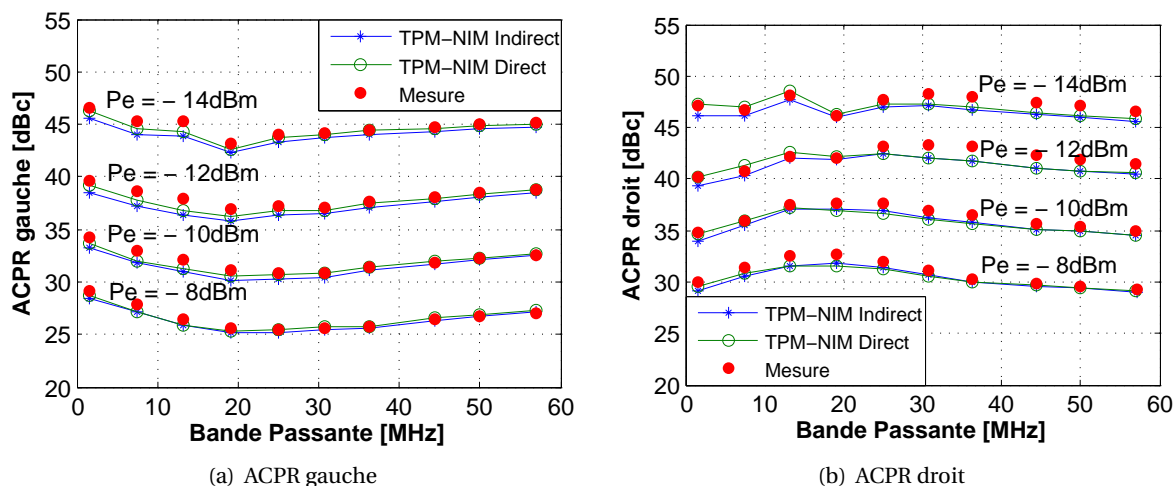 55
50
45
40
35
30
25
20
ACPR gauche [dBc]
TPM−NIM Indirect
TPM−NIM Direct
Mesure
Pe = − 14dBm
Pe = − 12dBm
Pe = − 10dBm
Pe = − 8dBm
0 10 20 30 40 50 60
Bande Passante [MHz]
(a) ACPR gauche
55
50
45
40
35
30
25
20
ACPR droit [dBc]
Pe = − 14dBm
Pe = − 12dBm
Pe = − 10dBm
Pe = − 8dBm
TPM−NIM Indirect
TPM−NIM Direct
Mesure
0 10 20 30 40 50 60
Bande Passante [MHz]
(b) ACPR droit